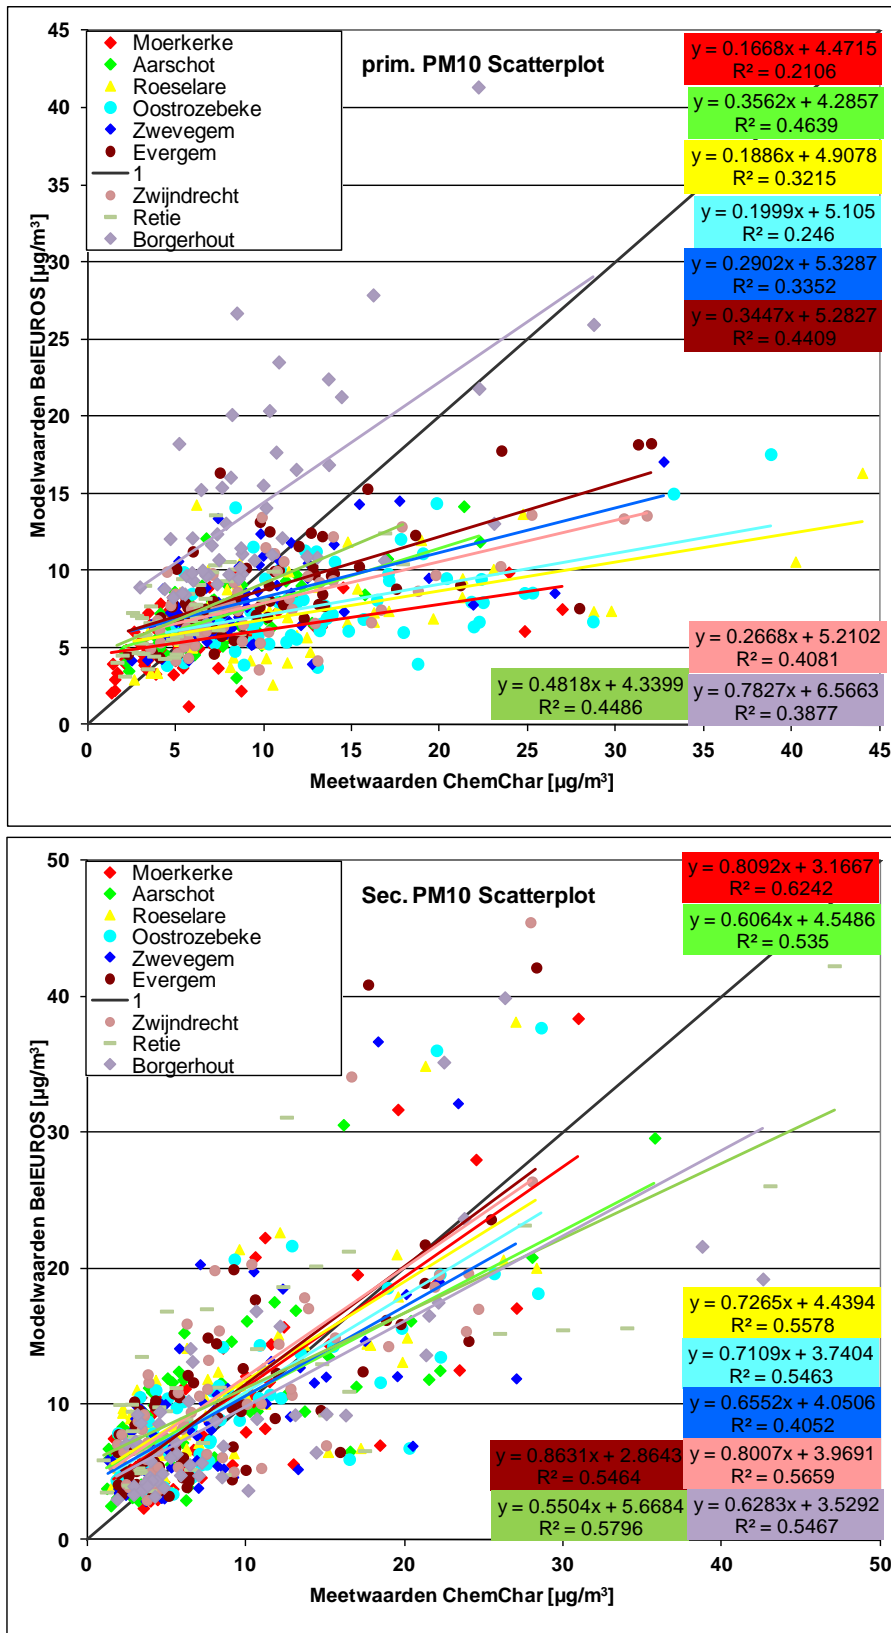 prim. PM10 Scatterplot
Moerkerke
Aarschot
Roeselare
Oostrozebeke
Zwevegem
Evergem
1
Zwijndrecht
Retie
Borgerhout
y = 0.1668x + 4.4715
R² = 0.2106
y = 0.3562x + 4.2857
R² = 0.4639
y = 0.1886x + 4.9078
R² = 0.3215
y = 0.1999x + 5.105
R² = 0.246
y = 0.2902x + 5.3287
R² = 0.3352
y = 0.3447x + 5.2827
R² = 0.4409
y = 0.2668x + 5.2102
R² = 0.4081
y = 0.4818x + 4.3399
R² = 0.4486
y = 0.7827x + 6.5663
R² = 0.3877
Modelwaarden BelEUROS [µg/m³]
45
40
35
30
25
20
15
10
5
0
0 5 10 15 20 25 30 35 40 45
Meetwaarden ChemChar [µg/m³]
Sec. PM10 Scatterplot
Moerkerke
Aarschot
Roeselare
Oostrozebeke
Zwevegem
Evergem
1
Zwijndrecht
Retie
Borgerhout
y = 0.8092x + 3.1667
R² = 0.6242
y = 0.6064x + 4.5486
R² = 0.535
y = 0.7265x + 4.4394
R² = 0.5578
y = 0.7109x + 3.7404
R² = 0.5463
y = 0.6552x + 4.0506
R² = 0.4052
y = 0.8631x + 2.8643
R² = 0.5464
y = 0.8007x + 3.9691
R² = 0.5659
y = 0.5504x + 5.6684
R² = 0.5796
y = 0.6283x + 3.5292
R² = 0.5467
Modelwaarden BelEUROS [µg/m³]
50
40
30
20
10
0
0 10 20 30 40 50
Meetwaarden ChemChar [µg/m³]